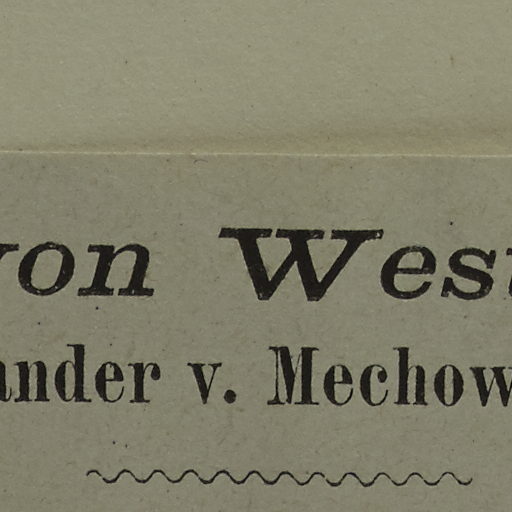 von West
ander v. Mechow